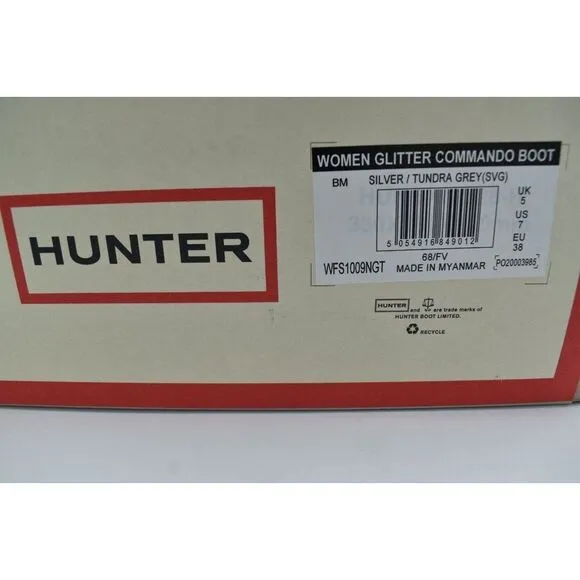 HUNTER
WOMEN GLITTER COMMANDO BOOT
BM SILVER / TUNDRA GREY(SVG)
UK
5
US
7
EU
38
5 054916 849012
68/FV
WFS1009NGT MADE IN MYANMAR PO20003985
HUNTER and are trade marks of
HUNTER BOOT LIMITED.
RECYCLE